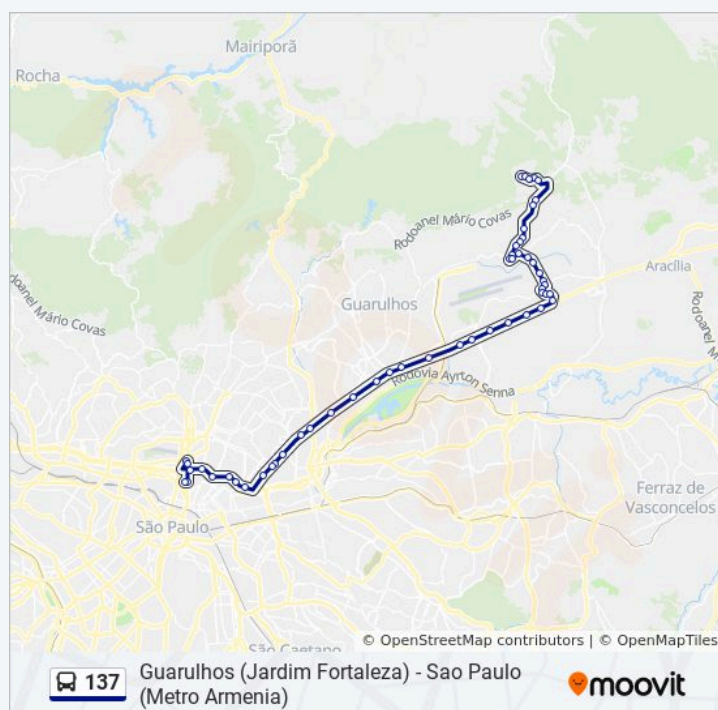 Mairiporã
Rocha
Rodoanel Mário Covas
Aracília
Guarulhos
doanel Mário Covas
Rodoanel M
Rodovia Ayrton Senna
Ferraz de
Vasconcelos
São Paulo
São Caetano
© OpenStreetMap contributors | © OpenMapTiles
137
Guarulhos (Jardim Fortaleza) - Sao Paulo
(Metro Armenia)
moovit